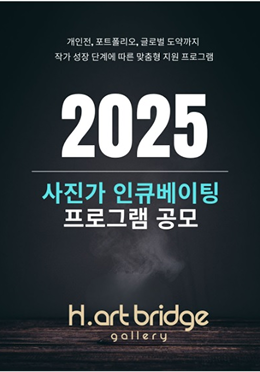 개인전, 포트폴리오, 글로벌 도약까지
작가 성장 단계에 따른 맞춤형 지원 프로그램
2025
사진가 인큐베이팅
프로그램 공모
H.art bridge
gallery